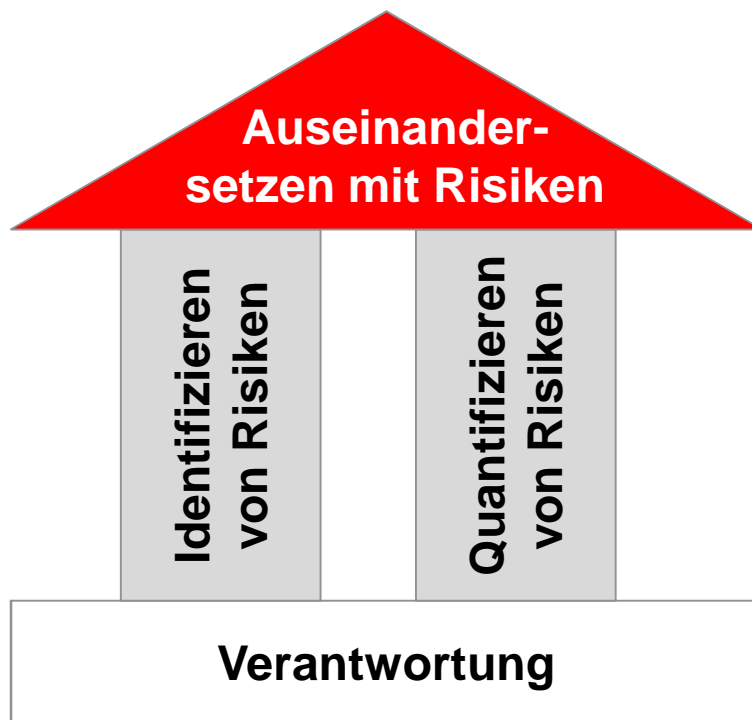 Auseinander-
setzen mit Risiken
Identifizieren
von Risiken
Quantifizieren
von Risiken
Verantwortung